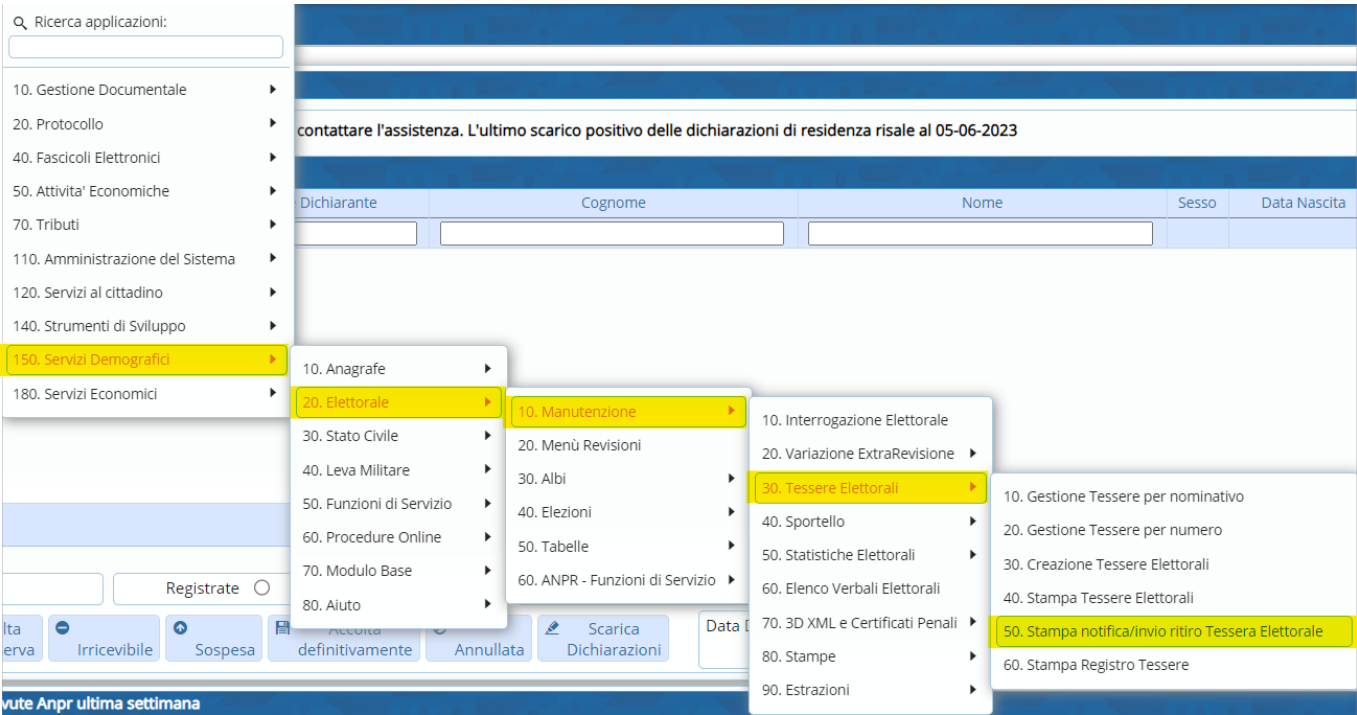 Ricerca applicazioni:
10. Gestione Documentale
20. Protocollo
40. Fascicoli Elettronici
50. Attivita' Economiche
70. Tributi
110. Amministrazione del Sistema
120. Servizi al cittadino
140. Strumenti di Sviluppo
150. Servizi Demografici
180. Servizi Economici
contattare l'assistenza. L'ultimo scarico positivo delle dichiarazioni di residenza risale al 05-06-2023
Dichiarante Cognome Nome Sesso Data Nascita
10. Anagrafe
20. Elettorale
30. Stato Civile
40. Leva Militare
50. Funzioni di Servizio
60. Procedure Online
70. Modulo Base
80. Aiuto
10. Manutenzione
20. Menù Revisioni
30. Albi
40. Elezioni
50. Tabelle
60. ANPR - Funzioni di Servizio
10. Interrogazione Elettorale
20. Variazione ExtraRevisione
30. Tessere Elettorali
40. Sportello
50. Statistiche Elettorali
60. Elenco Verbali Elettorali
70. 3D XML e Certificati Penali
80. Stampe
90. Estrazioni
10. Gestione Tessere per nominativo
20. Gestione Tessere per numero
30. Creazione Tessere Elettorali
40. Stampa Tessere Elettorali
50. Stampa notifica/invio ritiro Tessera Elettorale
60. Stampa Registro Tessere
Registrate
lta
erva
Irricevibile
Sospesa
Accolta
definitivamente
Annullata
Scarica
Dichiarazioni
Data
vute Anpr ultima settimana